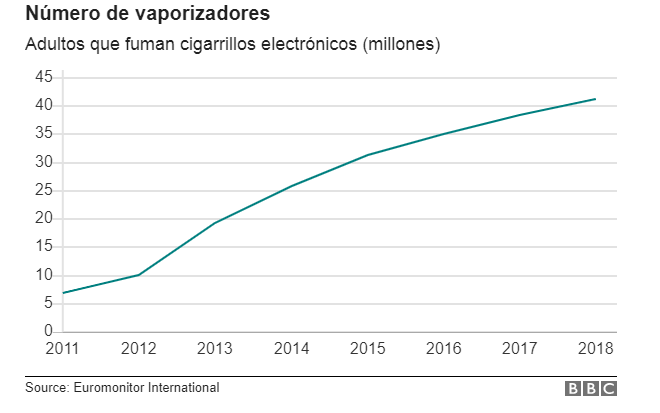 Número de vaporizadores
Adultos que fuman cigarrillos electrónicos (millones)
45
40
35
30
25
20
15
10
5
0
2011 2012 2013 2014 2015 2016 2017 2018
Source: Euromonitor International
BBC